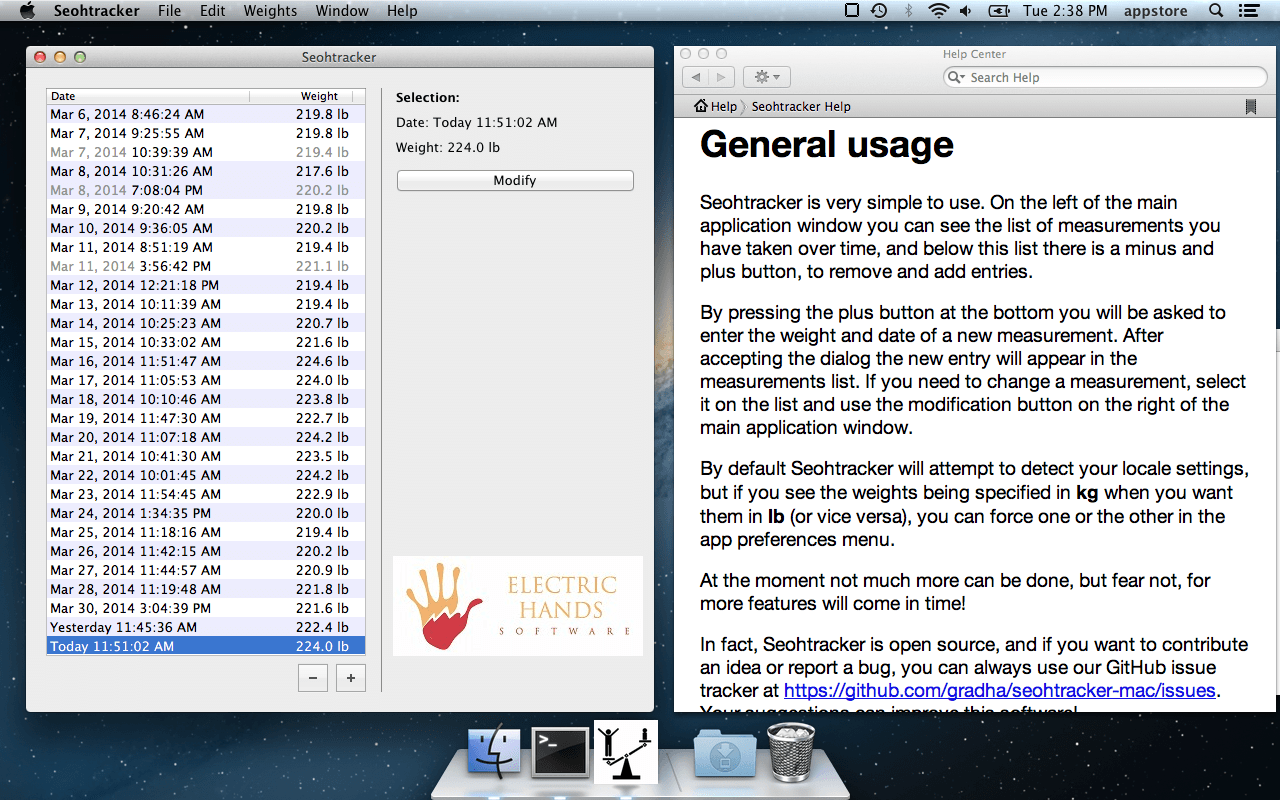 Seohtracker File Edit Weights Window Help Tue 2:38 PM appstore
Seohtracker
Date Weight
Mar 6, 2014 8:46:24 AM 219.8 lb
Mar 7, 2014 9:25:55 AM 219.8 lb
Mar 7, 2014 10:39:39 AM 219.4 lb
Mar 8, 2014 10:31:26 AM 217.6 lb
Mar 8, 2014 7:08:04 PM 220.2 lb
Mar 9, 2014 9:20:42 AM 219.8 lb
Mar 10, 2014 9:36:05 AM 220.2 lb
Mar 11, 2014 8:51:19 AM 219.4 lb
Mar 11, 2014 3:56:42 PM 221.1 lb
Mar 12, 2014 12:21:18 PM 219.4 lb
Mar 13, 2014 10:11:39 AM 219.4 lb
Mar 14, 2014 10:25:23 AM 220.7 lb
Mar 15, 2014 10:33:02 AM 221.6 lb
Mar 16, 2014 11:51:47 AM 224.6 lb
Mar 17, 2014 11:05:53 AM 224.0 lb
Mar 18, 2014 10:10:46 AM 223.8 lb
Mar 19, 2014 11:47:30 AM 222.7 lb
Mar 20, 2014 11:07:18 AM 224.2 lb
Mar 21, 2014 10:41:30 AM 223.5 lb
Mar 22, 2014 10:01:45 AM 224.2 lb
Mar 23, 2014 11:54:45 AM 222.9 lb
Mar 24, 2014 1:34:35 PM 220.0 lb
Mar 25, 2014 11:18:16 AM 219.4 lb
Mar 26, 2014 11:42:15 AM 220.2 lb
Mar 27, 2014 11:44:57 AM 220.9 lb
Mar 28, 2014 11:19:48 AM 221.8 lb
Mar 30, 2014 3:04:39 PM 221.6 lb
Yesterday 11:45:36 AM 222.4 lb
Today 11:51:02 AM 224.0 lb
Selection:
Date: Today 11:51:02 AM
Weight: 224.0 lb
Modify
ELECTRIC
HANDS
SOFTWARE
Help Center
Search Help
Help Seohtracker Help
General usage
Seohtracker is very simple to use. On the left of the main
application window you can see the list of measurements you
have taken over time, and below this list there is a minus and
plus button, to remove and add entries.
By pressing the plus button at the bottom you will be asked to
enter the weight and date of a new measurement. After
accepting the dialog the new entry will appear in the
measurements list. If you need to change a measurement, select
it on the list and use the modification button on the right of the
main application window.
By default Seohtracker will attempt to detect your locale settings,
but if you see the weights being specified in kg when you want
them in lb (or vice versa), you can force one or the other in the
app preferences menu.
At the moment not much more can be done, but fear not, for
more features will come in time!
In fact, Seohtracker is open source, and if you want to contribute
an idea or report a bug, you can always use our GitHub issue
tracker at https://github.com/gradha/seohtracker-mac/issues.
Your suggestions can improve this software!